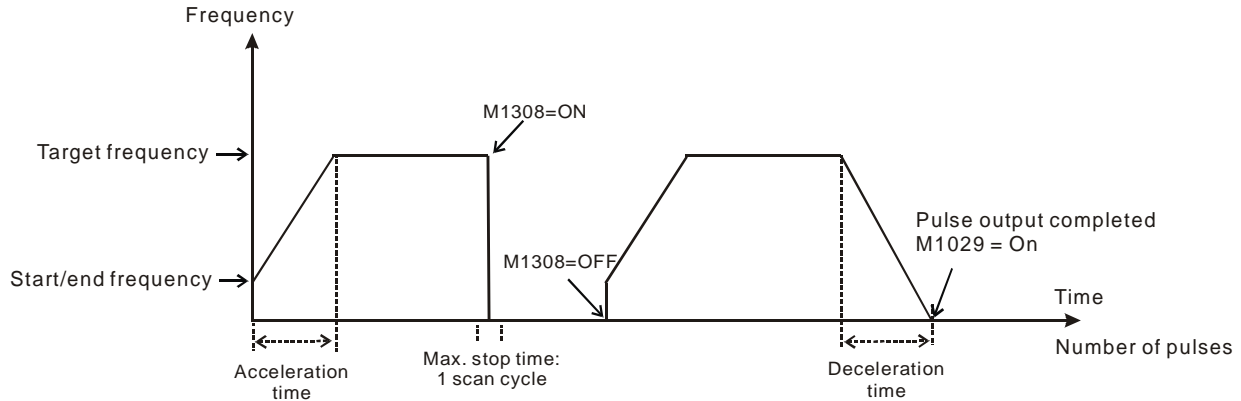 Frequency
M1308=ON
Target frequency
Pulse output completed
M1029 = On
M1308=OFF
Start/end frequency
Time
Number of pulses
Max. stop time:
1 scan cycle
Acceleration
time
Deceleration
time